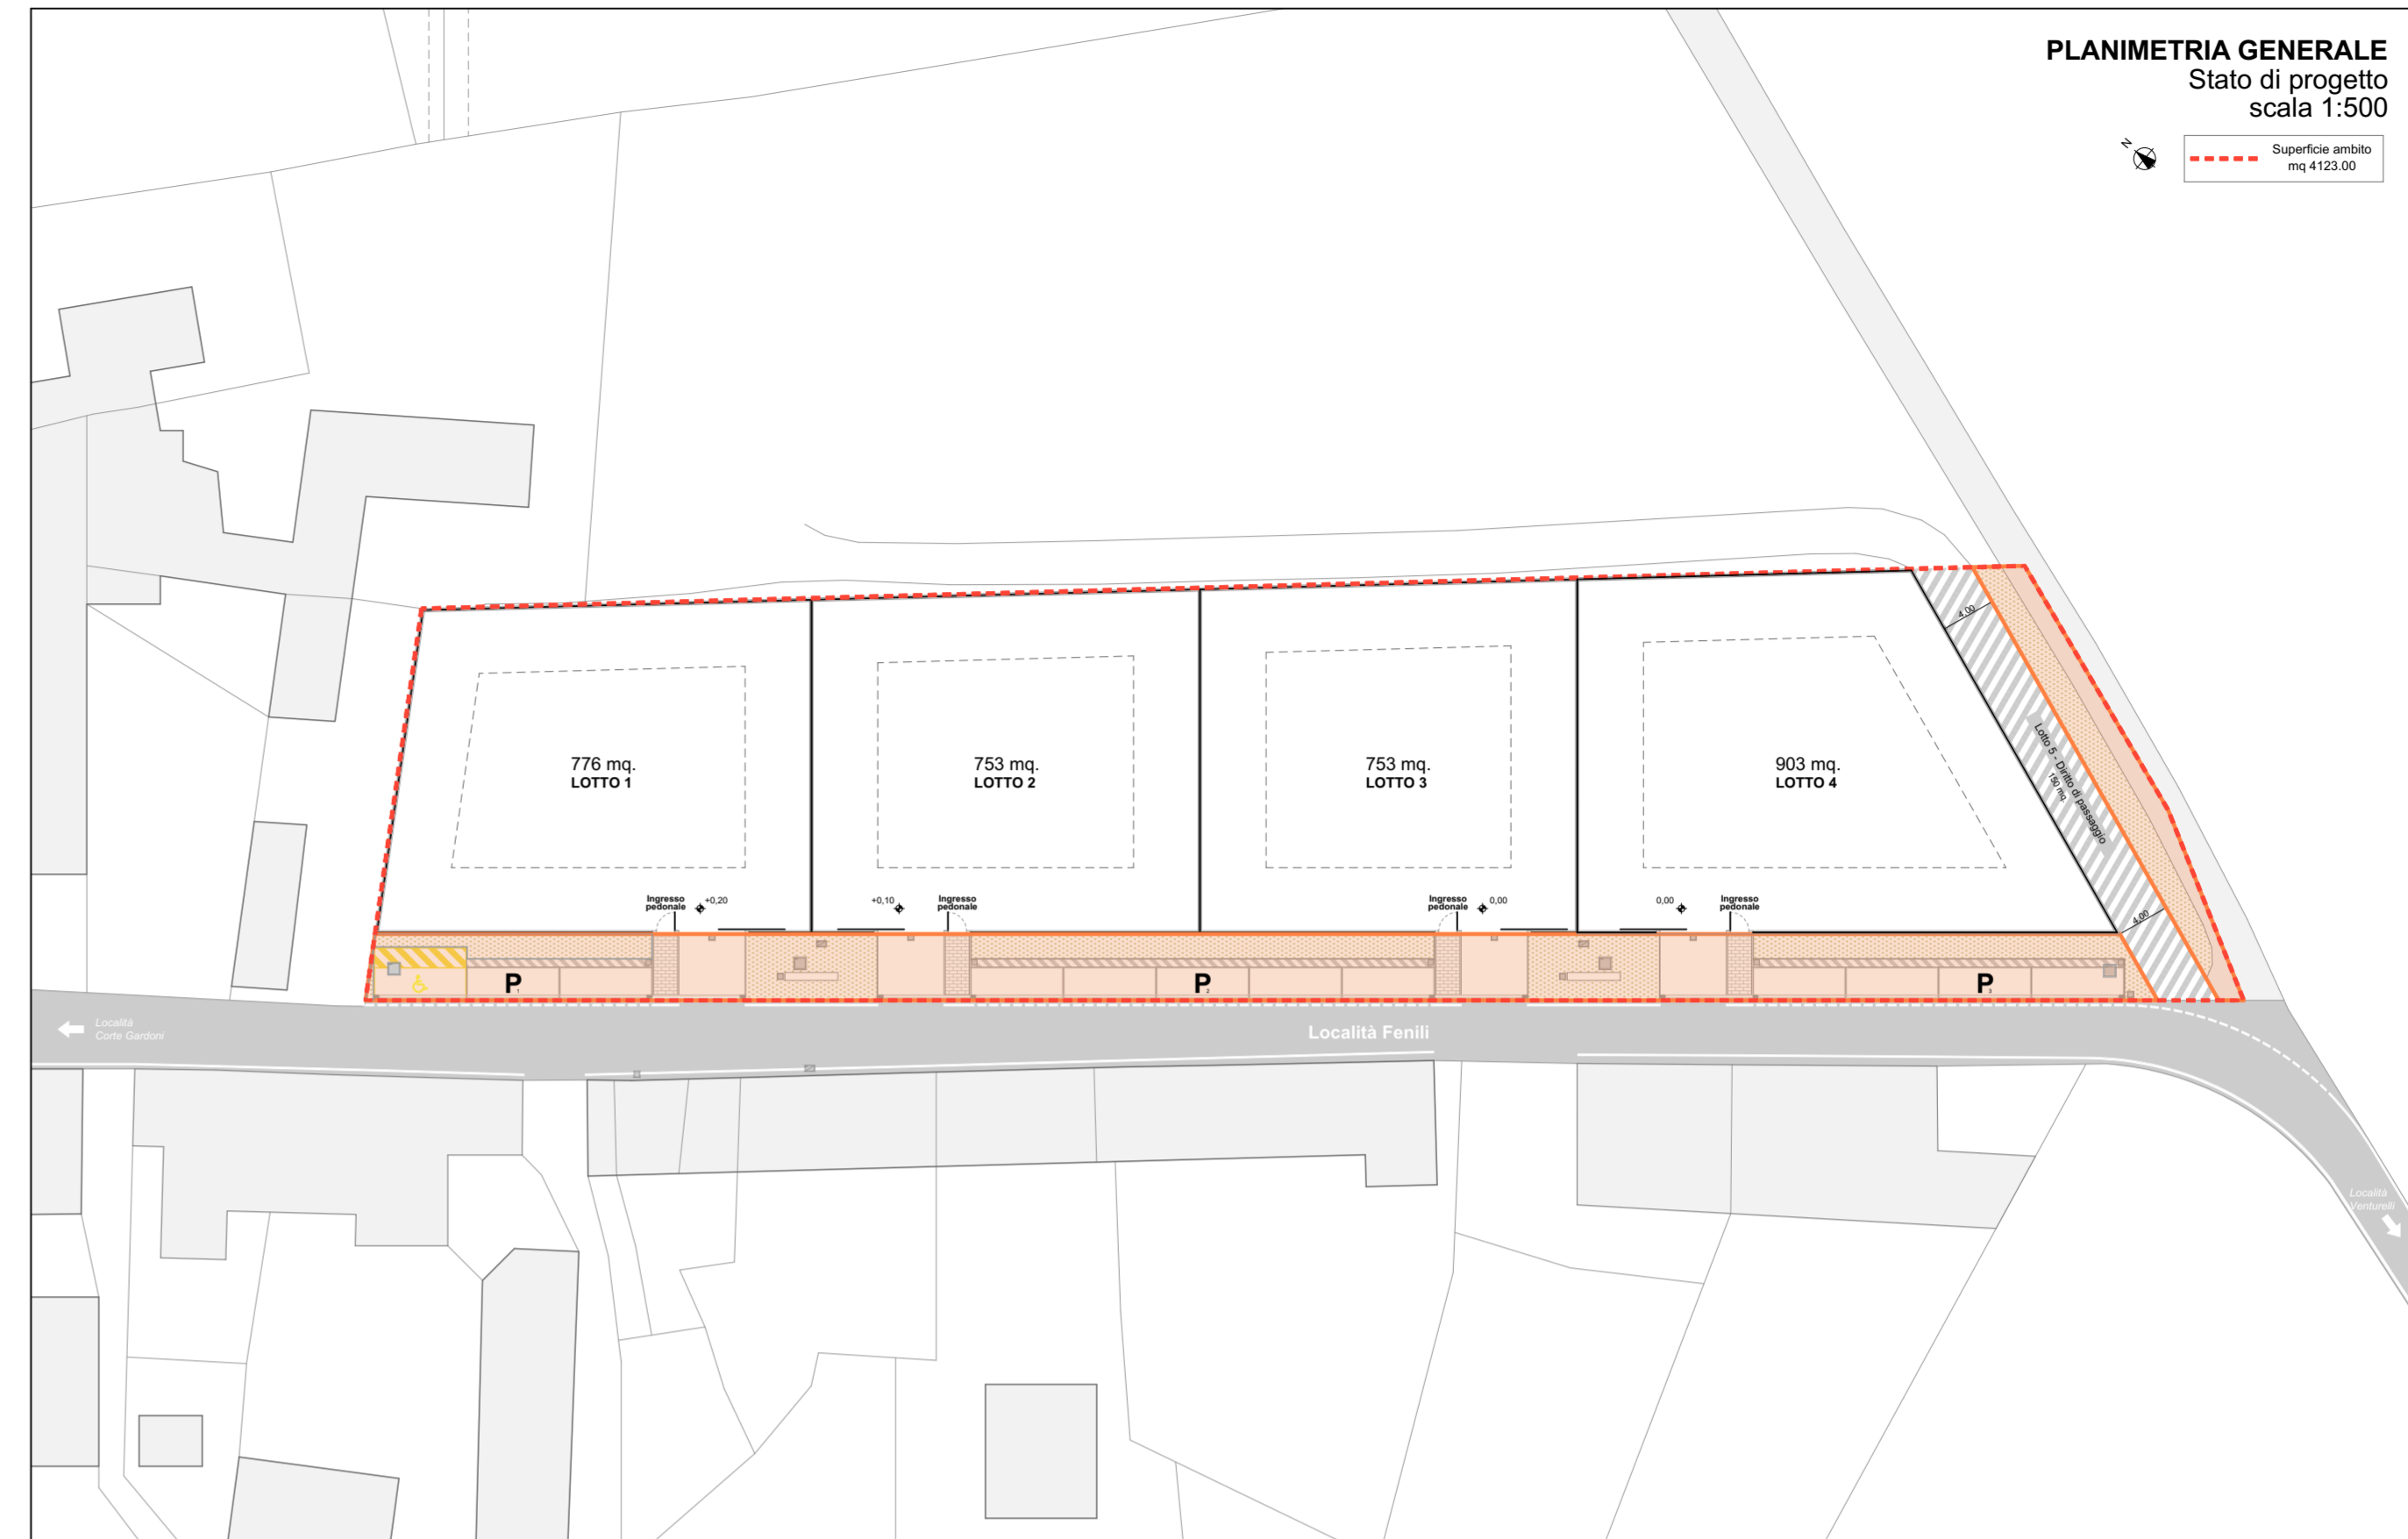 PLANIMETRIA GENERALE
Stato di progetto
scala 1:500
N
Superficie ambito
mq 4123.00
4.00
776 mq.
LOTTO 1
753 mq.
LOTTO 2
753 mq.
LOTTO 3
903 mq.
LOTTO 4
Lotto 5 - Diritto di passaggio
150 mq.
Ingresso
pedonale
+0,20
+0,10
Ingresso
pedonale
Ingresso
pedonale
0,00
0,00
Ingresso
pedonale
4.00
P
1
P
2
P
3
Località
Corte Gardoni
Località Fenili
Località
Venturelli